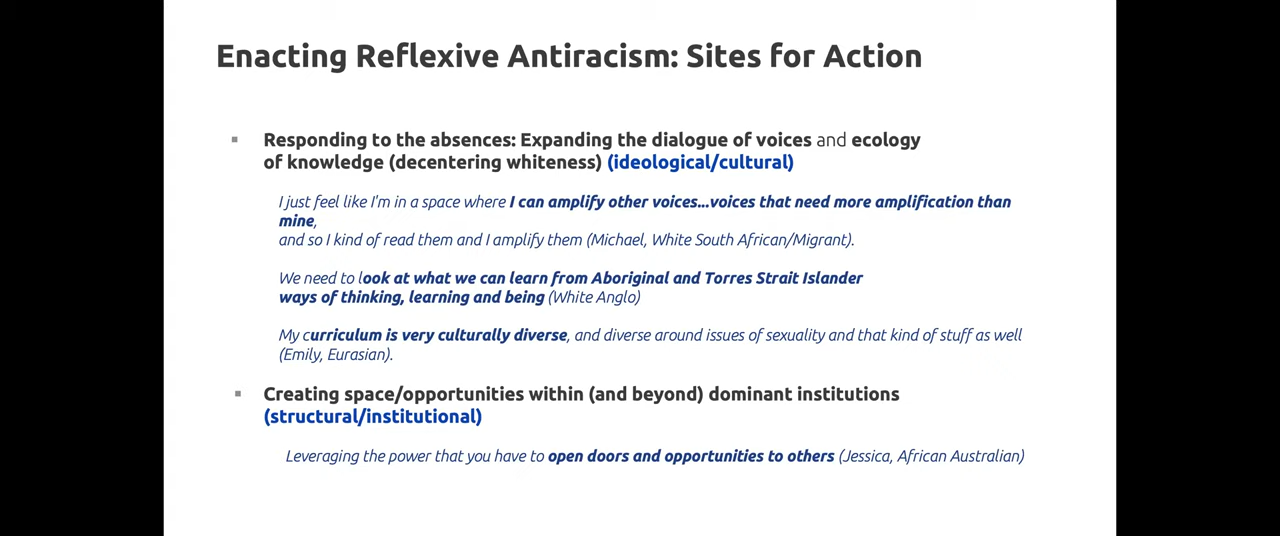 Enacting Reflexive Antiracism: Sites for Action
Responding to the absences: Expanding the dialogue of voices and ecology
of knowledge (decentering whiteness) (ideological/cultural)
I just feel like I'm in a space where I can amplify other voices...voices that need more amplification than
mine,
and so I kind of read them and I amplify them (Michael, White South African/Migrant).
We need to look at what we can learn from Aboriginal and Torres Strait Islander
ways of thinking, learning and being (White Anglo)
My curriculum is very culturally diverse, and diverse around issues of sexuality and that kind of stuff as well
(Emily, Eurasian).
Creating space/opportunities within (and beyond) dominant institutions
(structural/institutional)
Leveraging the power that you have to open doors and opportunities to others (Jessica, African Australian)